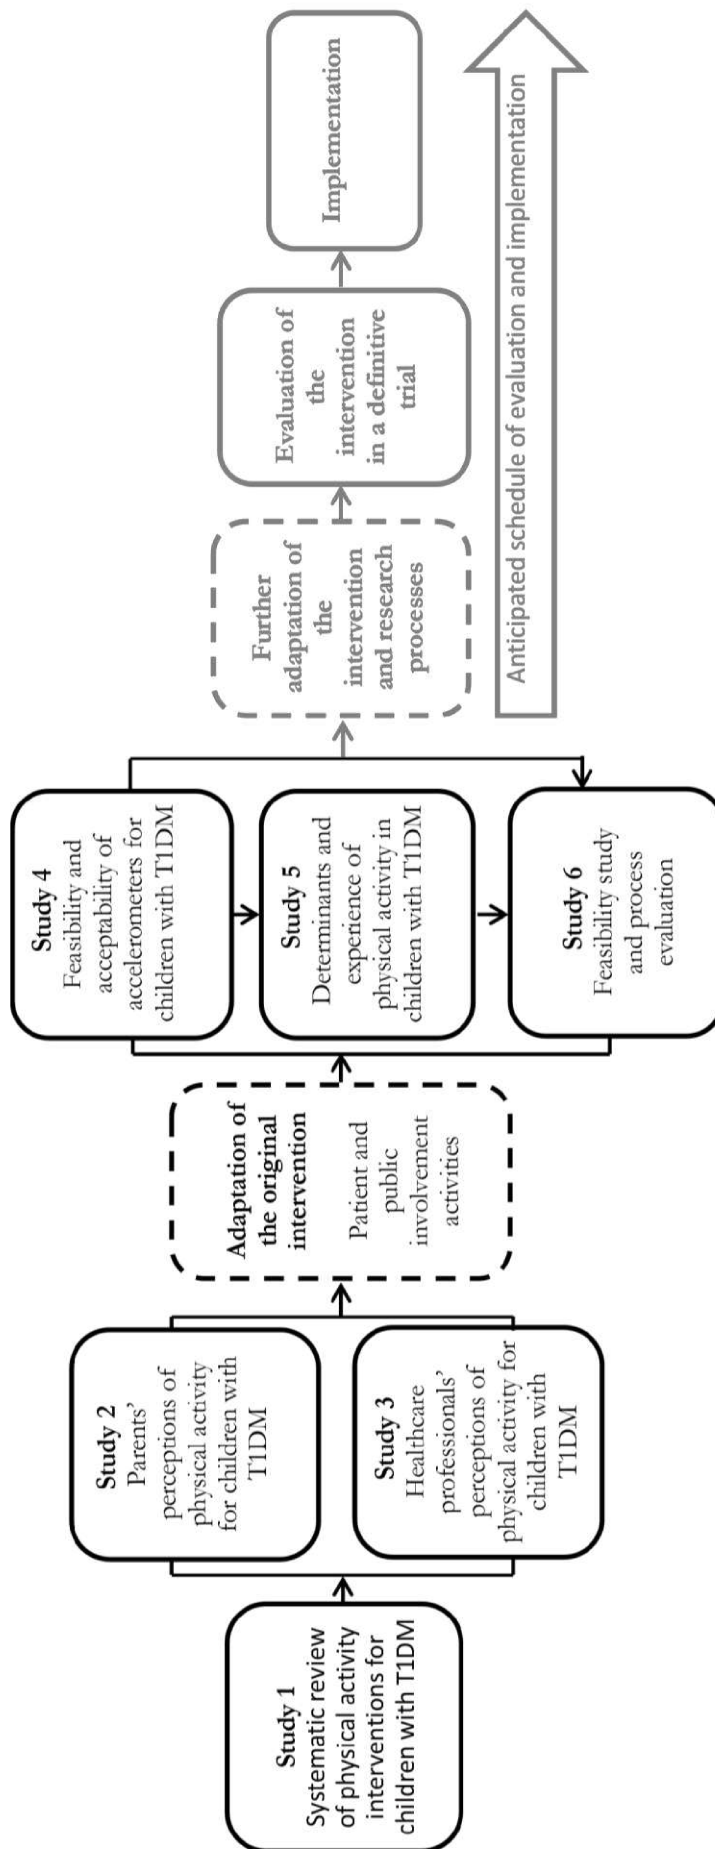 Study 1
Systematic review
of physical activity
interventions for
children with T1DM
Study 2
Parents’
perceptions of
physical activity
for children with
T1DM
Study 3
Healthcare
professionals’
perceptions of
physical activity for
children with
T1DM
Adaptation of
the original
intervention
Patient and
public
involvement
activities
Study 4
Feasibility and
acceptability of
accelerometers for
children with T1DM
Study 5
Determinants and
experience of
physical activity in
children with T1DM
Study 6
Feasibility study
and process
evaluation
Further
adaptation of
the
intervention
and research
processes
Evaluation of
the
intervention
in a definitive
trial
Implementation
Anticipated schedule of evaluation and implementation